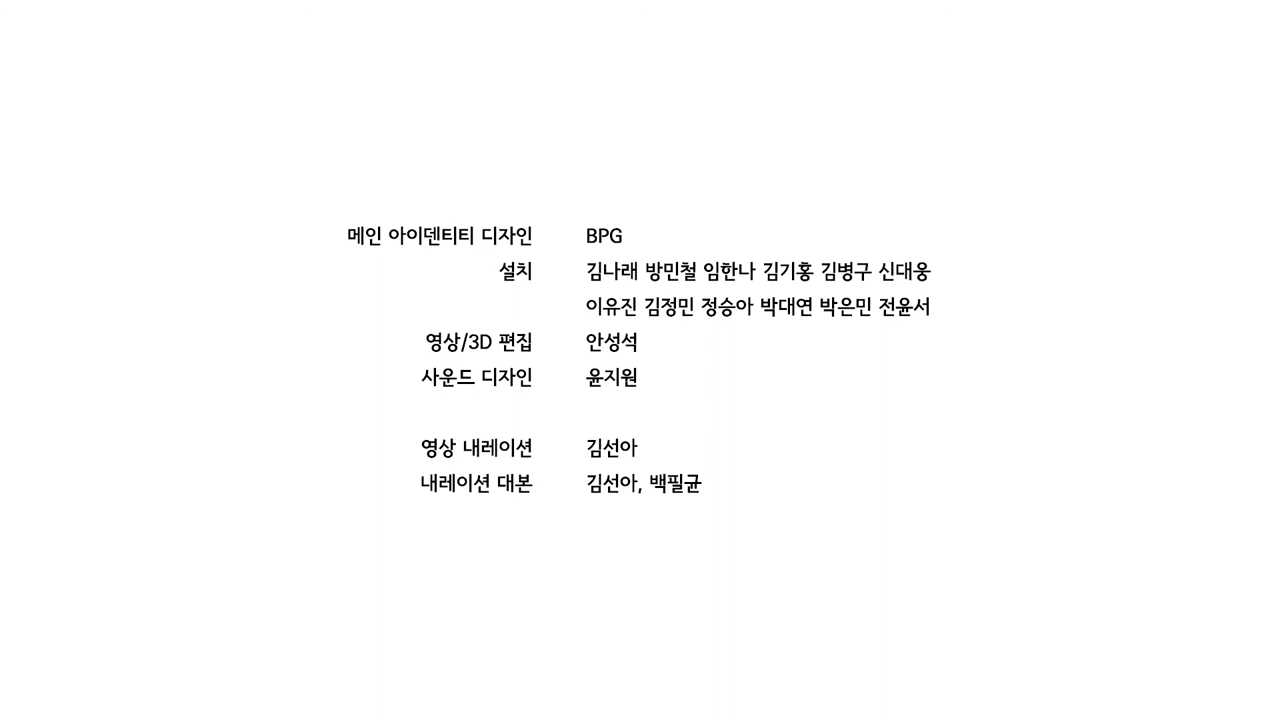 메인 아이덴티티 디자인 BPG
설치 김나래 방민철 임한나 김기홍 김병구 신대웅
이유진 김정민 정승아 박대연 박은민 전윤서
영상/3D 편집 안성석
사운드 디자인 윤지원
영상 내레이션 김선아
내레이션 대본 김선아, 백필균